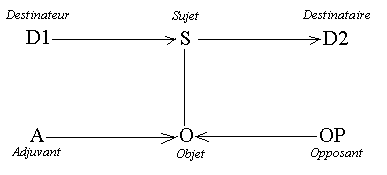 Destinateur Sujet Destinataire
D1 S D2
A O OP
Adjuvant Objet Opposant